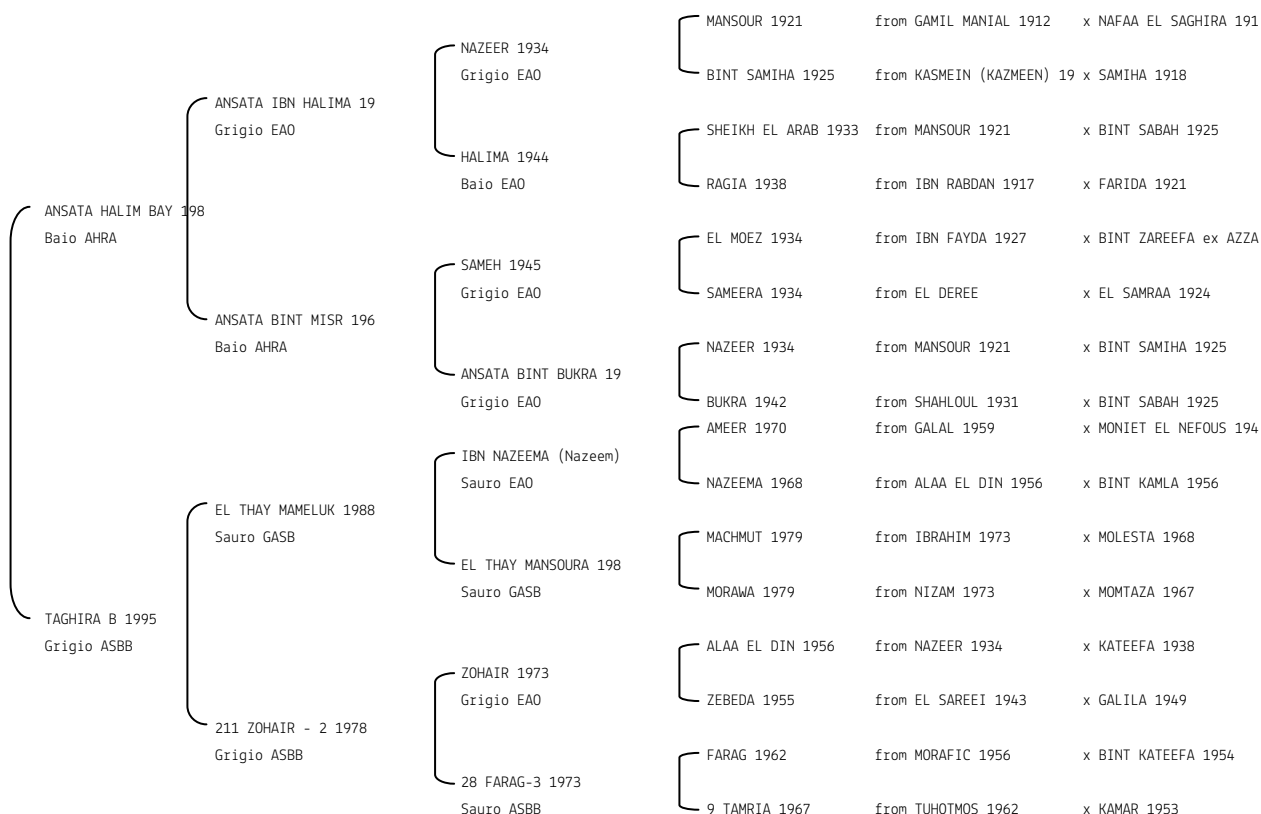 MANSOUR 1921 from GAMIL MANIAL 1912 x NAFAA EL SAGHIRA 191
NAZEER 1934
Grigio EAO BINT SAMIHA 1925 from KASMEIN (KAZMEEN) 19 x SAMIHA 1918
ANSATA IBN HALIMA 19
Grigio EAO SHEIKH EL ARAB 1933 from MANSOUR 1921 x BINT SABAH 1925
HALIMA 1944
Baio EAO RAGIA 1938 from IBN RABDAN 1917 x FARIDA 1921
ANSATA HALIM BAY 198
Baio AHRA EL MOEZ 1934 from IBN FAYDA 1927 x BINT ZAREEFA ex AZZA
SAMEH 1945
Grigio EAO SAMEERA 1934 from EL DEREE x EL SAMRAA 1924
ANSATA BINT MISR 196
Baio AHRA NAZEER 1934 from MANSOUR 1921 x BINT SAMIHA 1925
ANSATA BINT BUKRA 19
Grigio EAO BUKRA 1942 from SHAHLOUL 1931 x BINT SABAH 1925
AMEER 1970 from GALAL 1959 x MONIET EL NEFOUS 194
IBN NAZEEMA (Nazeem)
Sauro EAO NAZEEMA 1968 from ALAA EL DIN 1956 x BINT KAMLA 1956
EL THAY MAMELUK 1988
Sauro GASB MACHMUT 1979 from IBRAHIM 1973 x MOLESTA 1968
EL THAY MANSOURA 198
Sauro GASB MORAWA 1979 from NIZAM 1973 x MOMTAZA 1967
TAGHIRA B 1995
Grigio ASBB ALAA EL DIN 1956 from NAZEER 1934 x KATEEFA 1938
ZOHAIR 1973
Grigio EAO ZEBEDA 1955 from EL SAREEI 1943 x GALILA 1949
211 ZOHAIR - 2 1978
Grigio ASBB FARAG 1962 from MORAFIC 1956 x BINT KATEEFA 1954
28 FARAG-3 1973
Sauro ASBB 9 TAMRIA 1967 from TUHOTMOS 1962 x KAMAR 1953